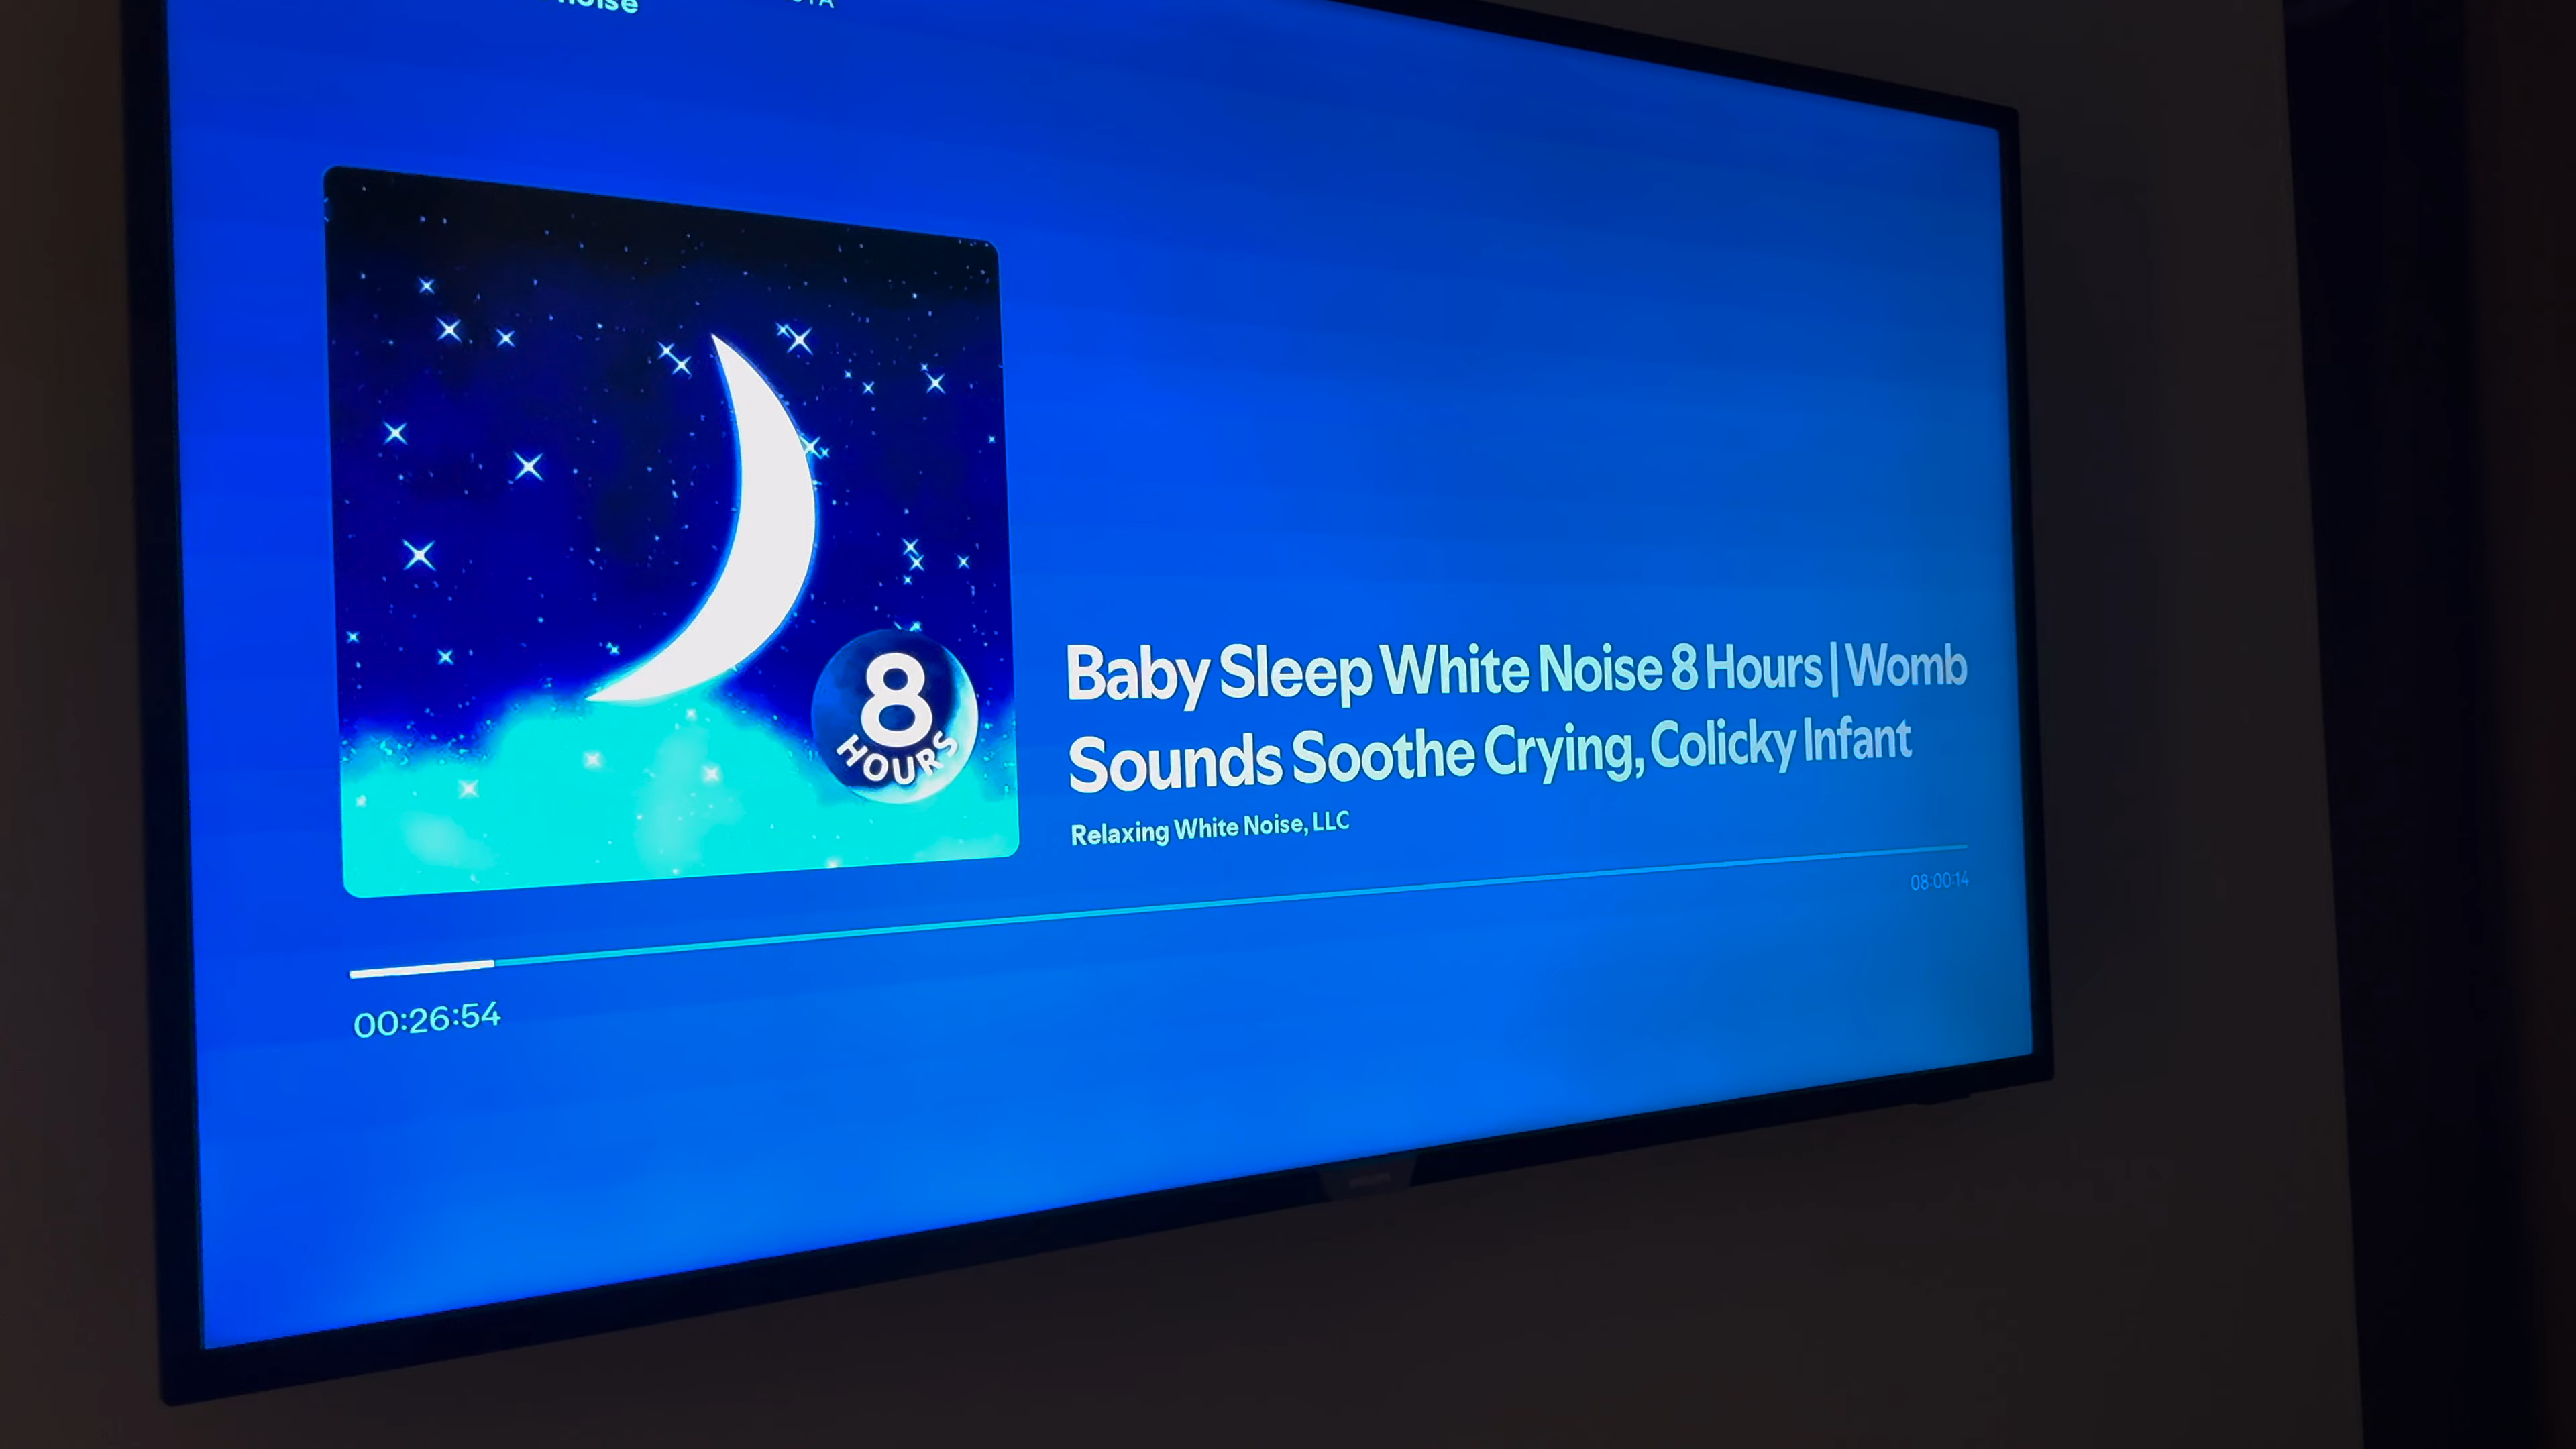 8
HOURS
Baby Sleep White Noise 8 Hours | Womb
Sounds Soothe Crying, Colicky Infant
Relaxing White Noise, LLC
08:00:14
00:26:54